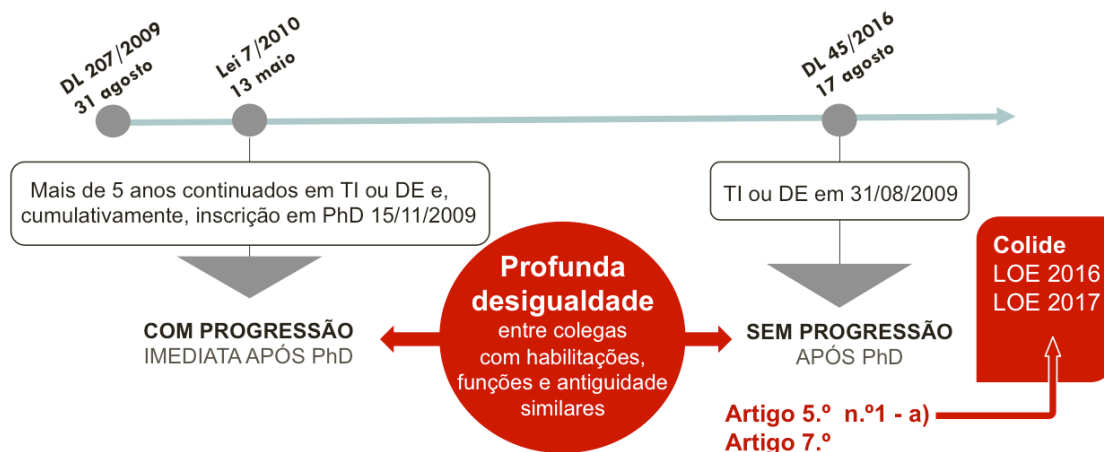 DL 207/2009
31 agosto
Lei 7/2010
13 maio
DL 45/2016
17 agosto
Mais de 5 anos continuados em TI ou DE e,
cumulativamente, inscrição em PhD 15/11/2009
TI ou DE em 31/08/2009
Colide
LOE 2016
LOE 2017
Profunda
desigualdade
entre colegas
com habilitações,
funções e antiguidade
similares
COM PROGRESSÃO
IMEDIATA APÓS PhD
SEM PROGRESSÃO
APÓS PhD
Artigo 5.º n.º1 - a)
Artigo 7.º